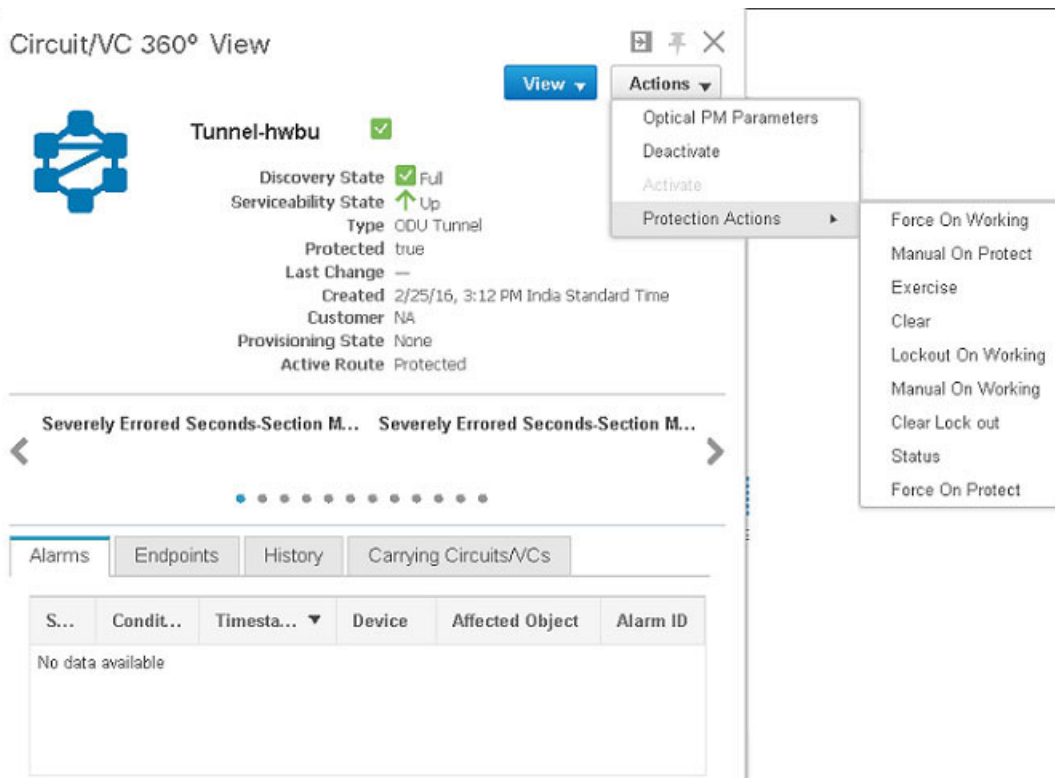 Circuit/VC 360º View
View
Actions
Optical PM Parameters
Deactivate
Activate
Protection Actions
Force On Working
Manual On Protect
Exercise
Clear
Lockout On Working
Manual On Working
Clear Lock out
Status
Force On Protect
Tunnel-hwbu
Discovery State Full
Serviceability State Up
Type ODU Tunnel
Protected true
Last Change —
Created 2/25/16, 3:12 PM India Standard Time
Customer NA
Provisioning State None
Active Route Protected
Severely Errored Seconds-Section M... Severely Errored Seconds-Section M...
Alarms Endpoints History Carrying Circuits/VCs
S... Condit... Timesta... Device Affected Object Alarm ID
No data available